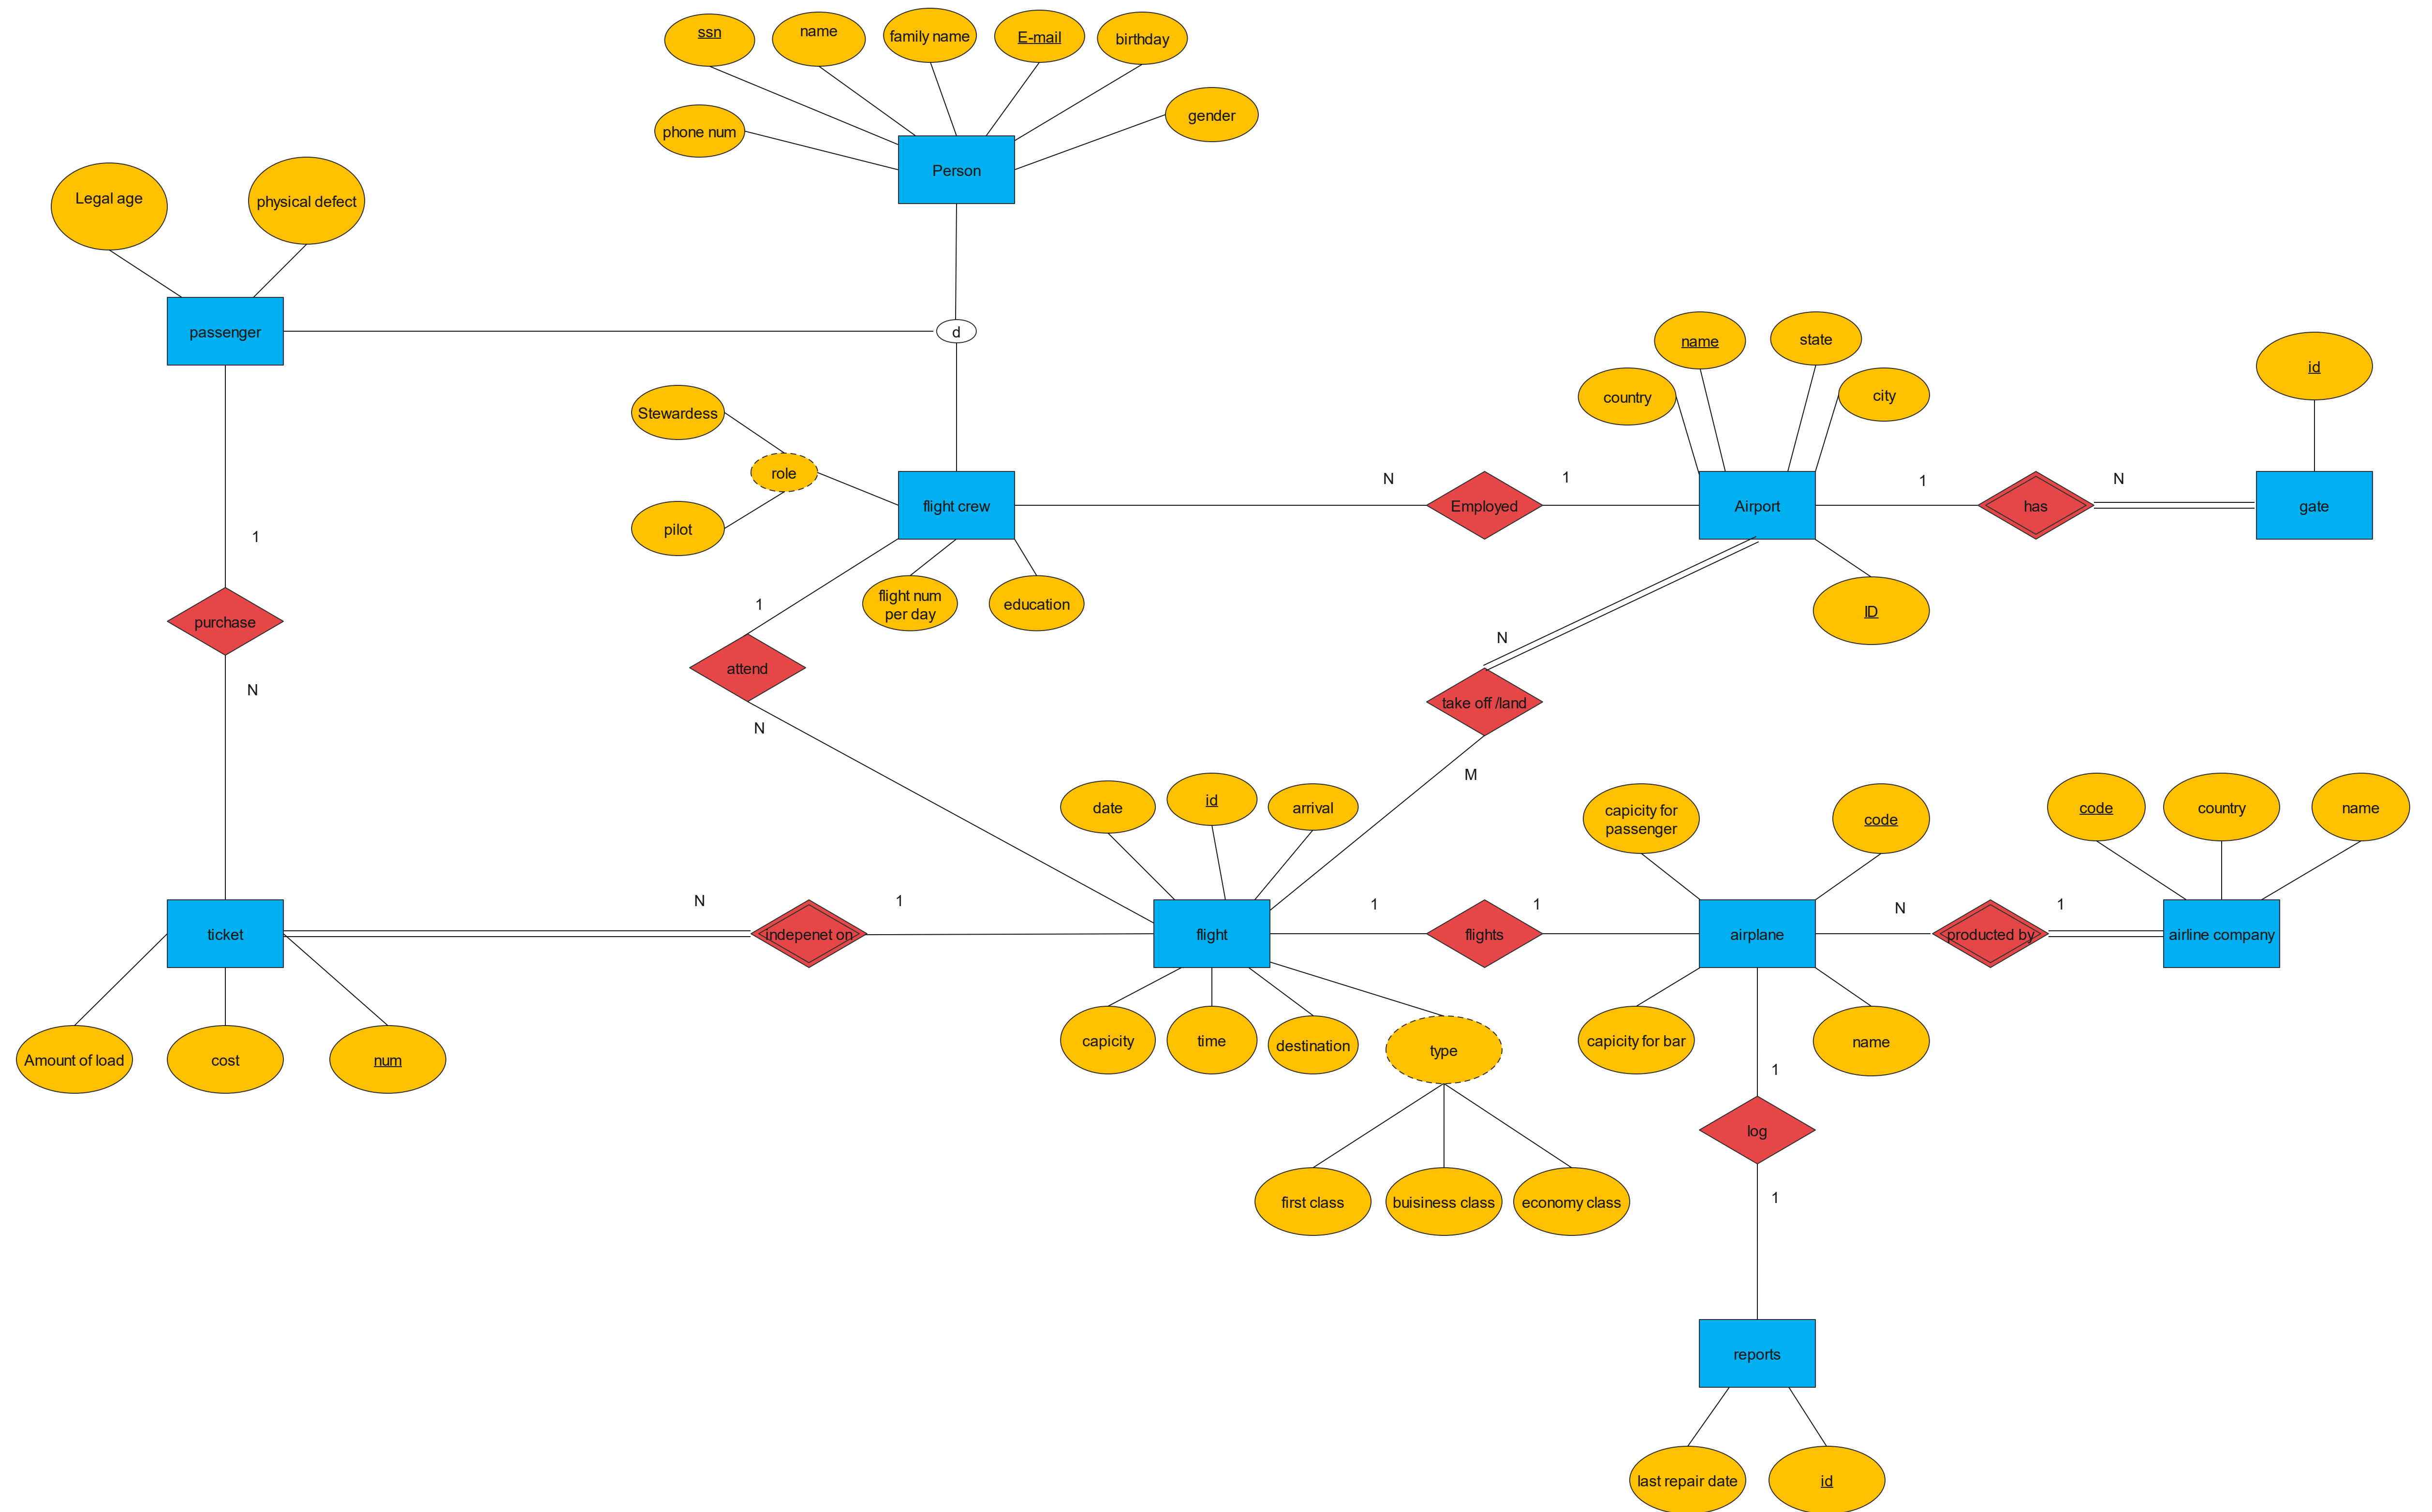 ssn
name
family name
E-mail
birthday
phone num
gender
Person
Legal age
physical defect
passenger
d
name
state
country
city
id
Stewardess
role
pilot
flight crew
N
Employed
1
Airport
1
has
N
gate
flight num
per day
education
ID
1
purchase
N
1
attend
N
N
take off /land
M
date
id
arrival
capicity for
passenger
code
code
country
name
ticket
N
indepenet on
1
flight
1
flights
1
airplane
N
producted by
1
airline company
Amount of load
cost
num
capicity
time
destination
type
capicity for bar
name
first class
buisiness class
economy class
1
log
1
reports
last repair date
id